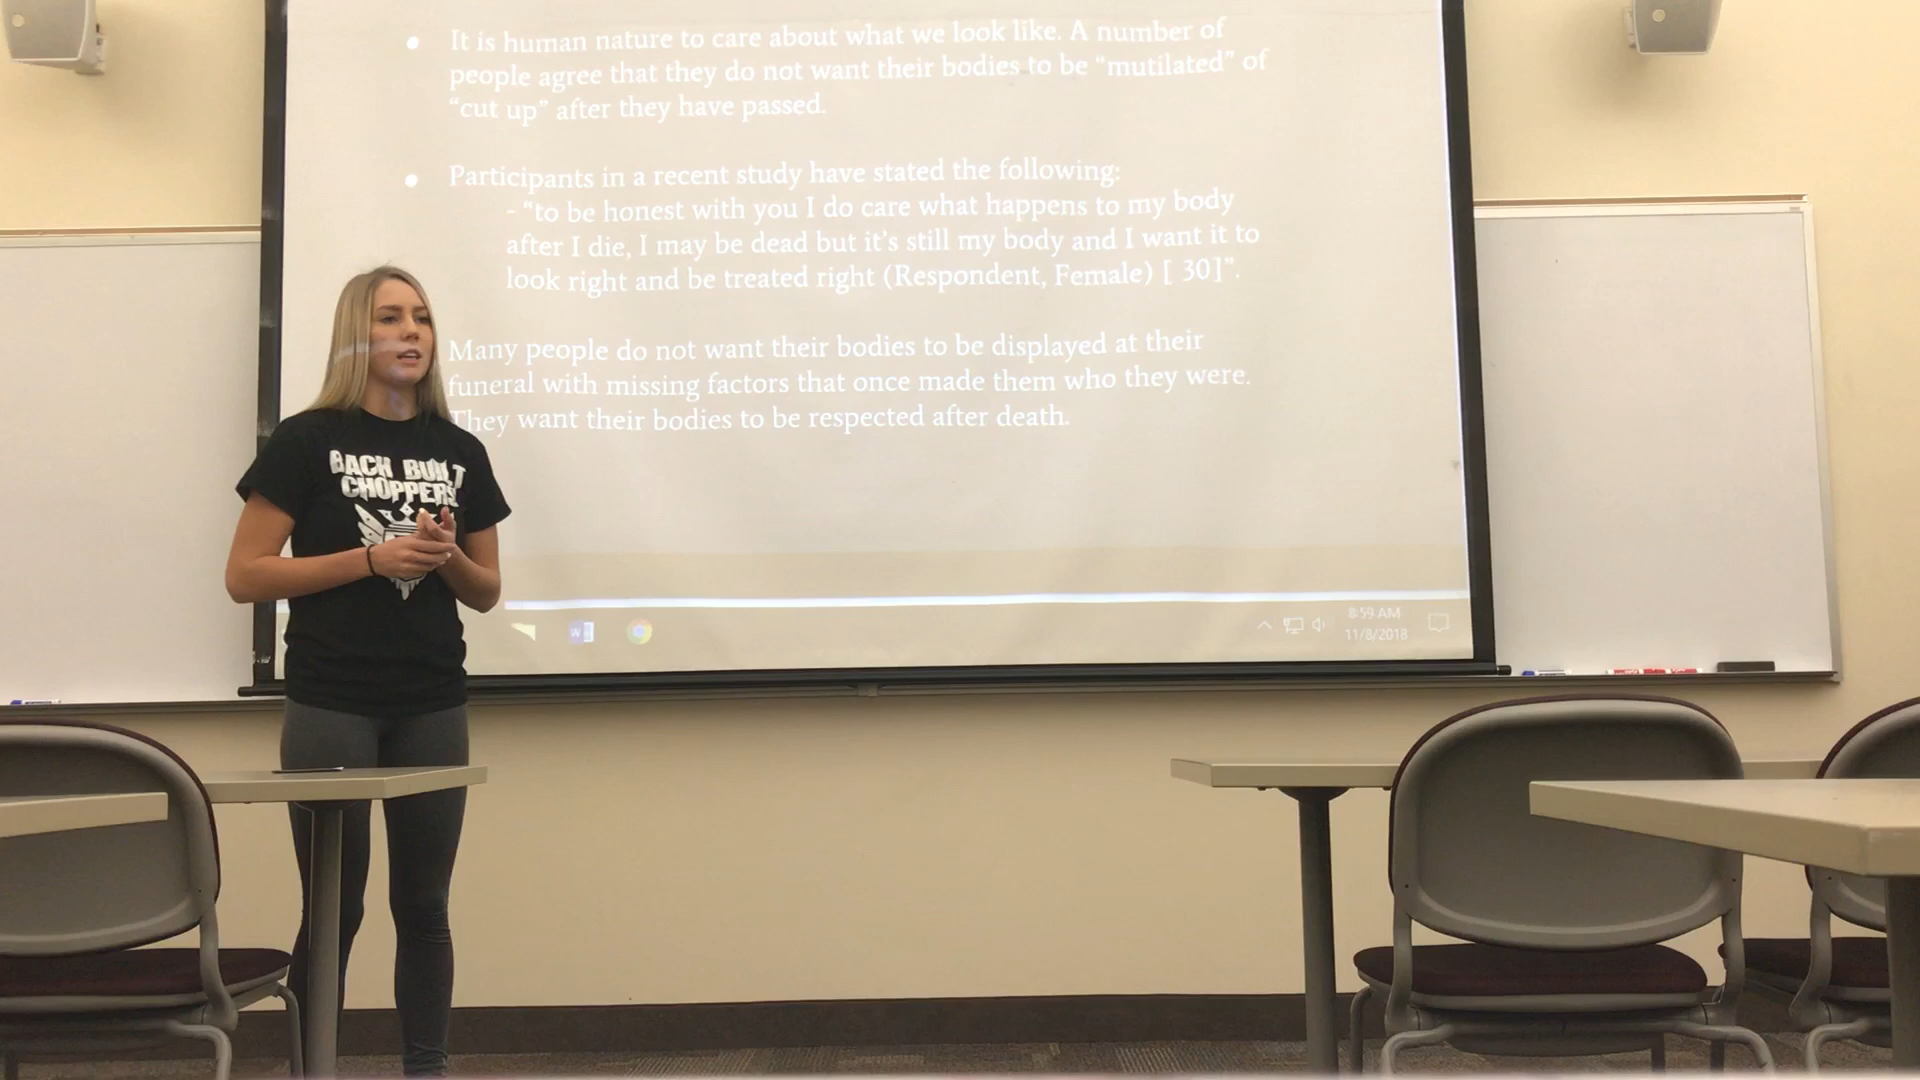 It is human nature to care about what we look like. A number of
people agree that they do not want their bodies to be “mutilated” of
“cut up” after they have passed.
Participants in a recent study have stated the following:
- “to be honest with you I do care what happens to my body
after I die, I may be dead but it’s still my body and I want it to
look right and be treated right (Respondent, Female) [ 30]”.
Many people do not want their bodies to be displayed at their
funeral with missing factors that once made them who they were.
They want their bodies to be respected after death.
BACH BUILT
CHOPPERS
8:59 AM
11/8/2018